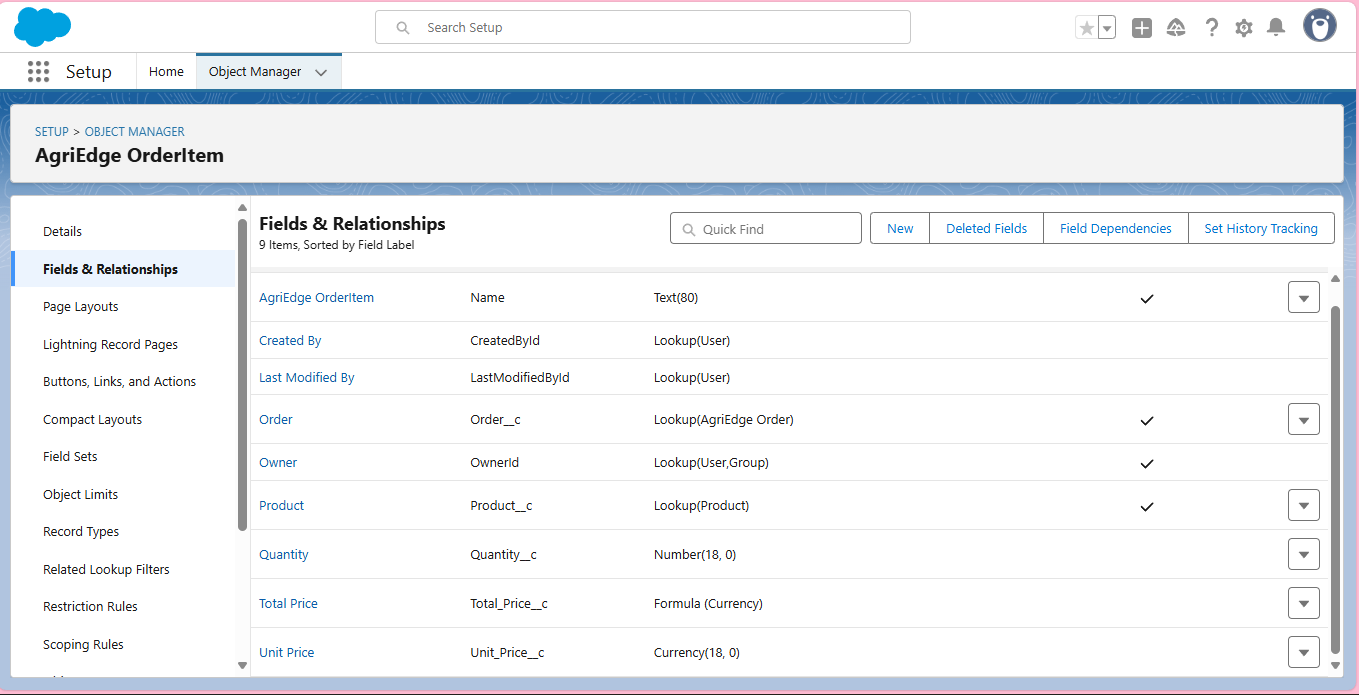 Search Setup
Setup
Home
Object Manager
SETUP > OBJECT MANAGER
AgriEdge OrderItem
Details
Fields & Relationships
Page Layouts
Lightning Record Pages
Buttons, Links, and Actions
Compact Layouts
Field Sets
Object Limits
Record Types
Related Lookup Filters
Restriction Rules
Scoping Rules
Fields & Relationships
9 Items, Sorted by Field Label
Quick Find
New
Deleted Fields
Field Dependencies
Set History Tracking
AgriEdge OrderItem Name Text(80)
Created By CreatedById Lookup(User)
Last Modified By LastModifiedById Lookup(User)
Order Order__c Lookup(AgriEdge Order)
Owner OwnerId Lookup(User,Group)
Product Product__c Lookup(Product)
Quantity Quantity__c Number(18, 0)
Total Price Total_Price__c Formula (Currency)
Unit Price Unit_Price__c Currency(18, 0)